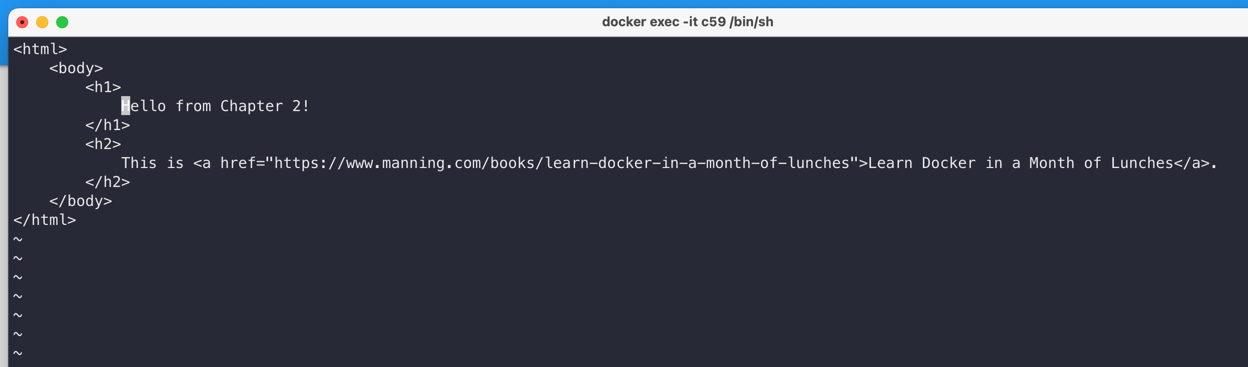 docker exec -it c59 /bin/sh
<html>
    <body>
        <h1>
            Hello from Chapter 2!
        </h1>
        <h2>
            This is <a href="https://www.manning.com/books/learn-docker-in-a-month-of-lunches">Learn Docker in a Month of Lunches</a>.
        </h2>
    </body>
</html>
~
~
~
~
~
~
~